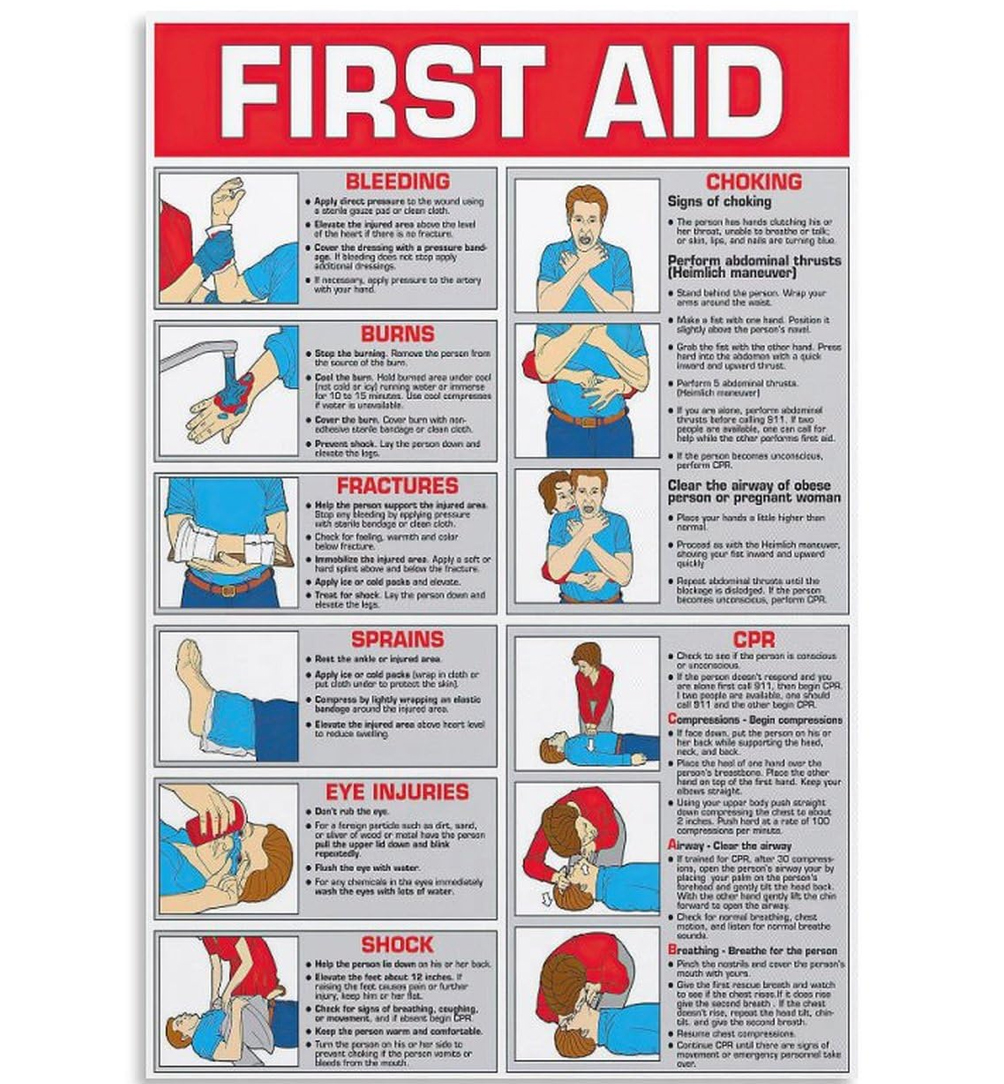 FIRST AID
BLEEDING
• Apply direct pressure to the wound using
a sterile gauze pad or clean cloth.
• Elevate the injured area above the level
of the heart if there is no fracture.
• Cover the dressing with a pressure band-
age. If bleeding does not stop apply
additional dressings.
• If necessary, apply pressure to the artery
with your hand.
BURNS
• Stop the burning. Remove the person from
the source of the burn.
• Cool the burn. Hold burned area under cool
(not cold or icy) running water or immerse
for 10 to 15 minutes. Use cool compresses
if water is unavailable.
• Cover the burn. Cover burn with non-
adhesive sterile bandage or clean cloth.
• Prevent shock. Lay the person down and
elevate the legs.
FRACTURES
• Help the person support the injured area.
Stop any bleeding by applying pressure
with sterile bandage or clean cloth.
• Check for feeling, warmth and color
below fracture.
• Immobilize the injured area. Apply a soft or
hard splint above and below the fracture.
• Apply ice or cold packs and elevate.
• Treat for shock. Lay the person down and
elevate the legs.
SPRAINS
• Rest the ankle or injured area.
• Apply ice or cold packs (wrap in cloth or
put cloth under to protect the skin).
• Compress by lightly wrapping an elastic
bandage around the injured area.
• Elevate the injured area above heart level
to reduce swelling.
EYE INJURIES
• Don't rub the eye.
• For a foreign particle such as dirt, sand,
or sliver of wood or metal have the person
pull the upper lid down and blink
repeatedly.
• Flush the eye with water.
• For any chemicals in the eyes immediately
wash the eyes with lots of water.
SHOCK
• Help the person lie down on his or her back.
• Elevate the feet about 12 inches. If
raising the feet causes pain or further
injury, keep him or her flat.
• Check for signs of breathing, coughing,
or movement, and if absent begin CPR.
• Keep the person warm and comfortable.
• Turn the person on his or her side to
prevent choking if the person vomits or
bleeds from the mouth.
CHOKING
Signs of choking
• The person has hands clutching his or
her throat, unable to breathe or talk;
or skin, lips, and nails are turning blue.
Perform abdominal thrusts
(Heimlich maneuver)
• Stand behind the person. Wrap your
arms around the waist.
• Make a fist with one hand. Position it
slightly above the person's navel.
• Grab the fist with the other hand. Press
hard into the abdomen with a quick
inward and upward thrust.
• Perform 5 abdominal thrusts.
(Heimlich maneuver)
• If you are alone, perform abdominal
thrusts before calling 911. If two
people are available, one can call for
help while the other performs first aid.
• If the person becomes unconscious,
perform CPR.
Clear the airway of obese
person or pregnant woman
• Place your hands a little higher than
normal.
• Proceed as with the Heimlich maneuver,
shoving your fist inward and upward
quickly
• Repeat abdominal thrusts until the
blockage is dislodged. If the person
becomes unconscious, perform CPR.
CPR
• Check to see if the person is conscious
or unconscious.
• If the person doesn't respond and you
are alone first call 911, then begin CPR.
I two people are available, one should
call 911 and the other begin CPR.
Compressions - Begin compressions
• If face down, put the person on his or
her back while supporting the head,
neck, and back.
• Place the heel of one hand over the
person's breastbone. Place the other
hand on top of the first hand. Keep your
elbows straight.
• Using your upper body push straight
down compressing the chest to about
2 inches. Push hard at a rate of 100
compressions per minute.
Airway - Clear the airway
• If trained for CPR, after 30 compress-
ions, open the person's airway your by
placing your palm on the person's
forehead and gently tilt the head back.
With the other hand gently lift the chin
forward to open the airway.
• Check for normal breathing, chest
motion, and listen for normal breathe
sounds.
Breathing - Breathe for the person
• Pinch the nostrils and cover the person's
mouth with yours.
• Give the first rescue breath and watch
to see if the chest rises.If it does rise
give the second breath . If the chest
doesn't rise, repeat the head tilt, chin-
tilt. and give the second breath.
• Resume chest compressions.
• Continue CPR until there are signs of
movement or emergency personnel take
over.